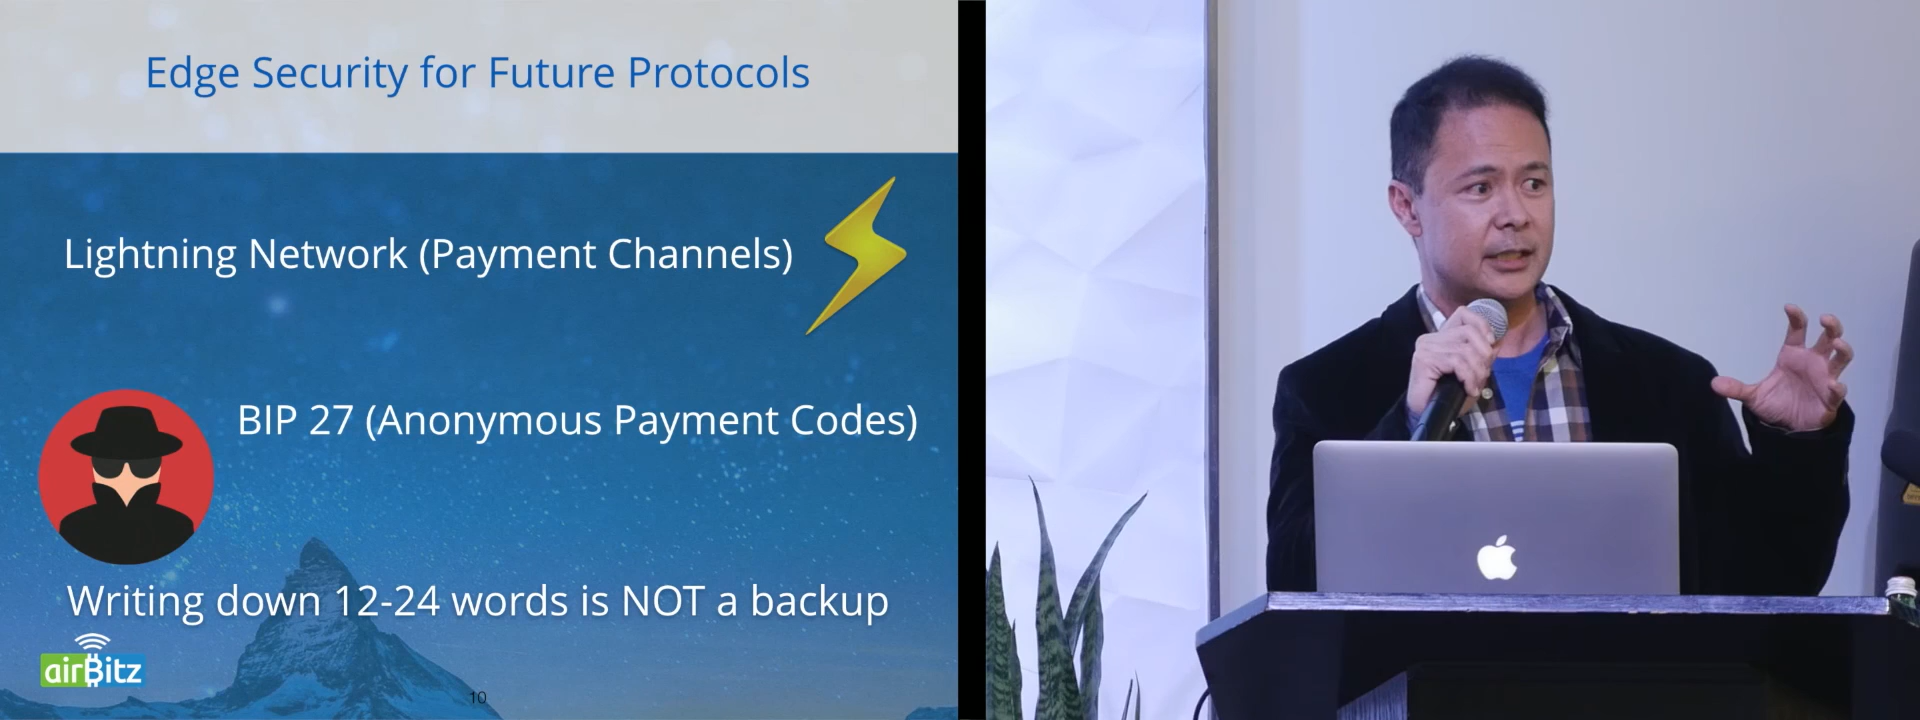 Edge Security for Future Protocols
Lightning Network (Payment Channels)
BIP 27 (Anonymous Payment Codes)
Writing down 12-24 words is NOT a backup
airBitz
10